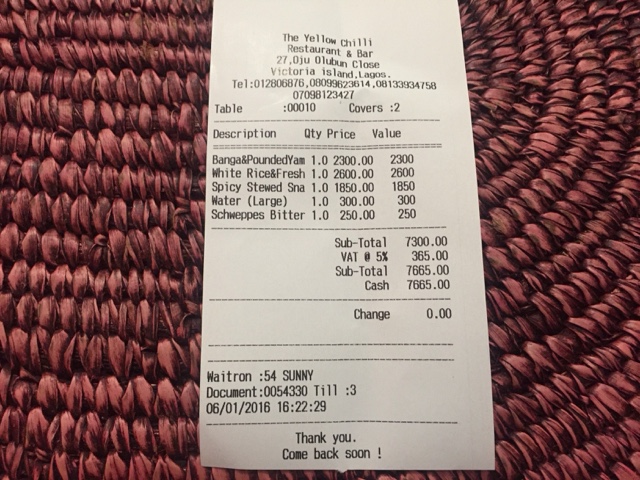 The Yellow Chilli
Restaurant & Bar
27,Oju Olubun Close
Victoria island,Lagos.
Tel:012806876,08099623614,08133934758
07098123427
Table :00010 Covers :2
Description Qty Price Value
Banga&PoundedYam 1.0 2300.00 2300
White Rice&Fresh 1.0 2600.00 2600
Spicy Stewed Sna 1.0 1850.00 1850
Water (Large) 1.0 300.00 300
Schweppes Bitter 1.0 250.00 250
Sub-Total 7300.00
VAT @ 5% 365.00
Sub-Total 7665.00
Cash 7665.00
Change 0.00
Waitron :54 SUNNY
Document:0054330 Till :3
06/01/2016 16:22:29
Thank you.
Come back soon !